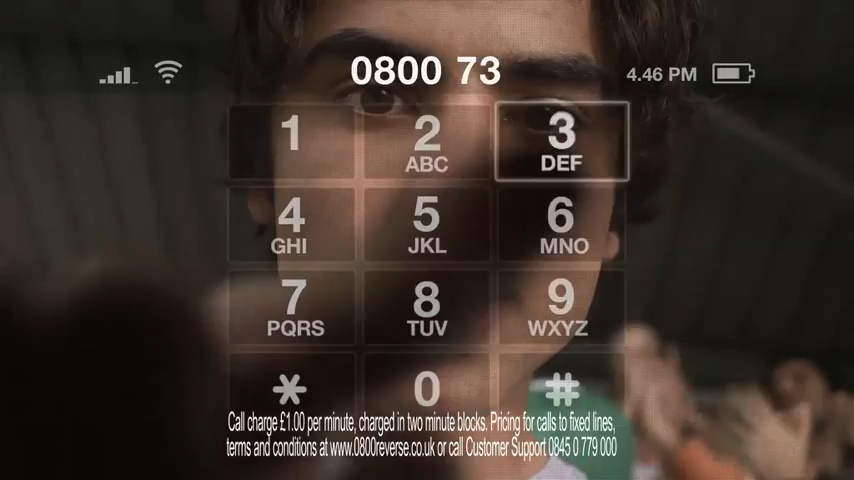 0800 73
4.46 PM
1
2
ABC
3
DEF
4
GHI
5
JKL
6
MNO
7
PQRS
8
TUV
9
WXYZ
*
0
#
Call charge £1.00 per minute, charged in two minute blocks. Pricing for calls to fixed lines,
terms and conditions at www.0800reverse.co.uk or call Customer Support 0845 0 779 000